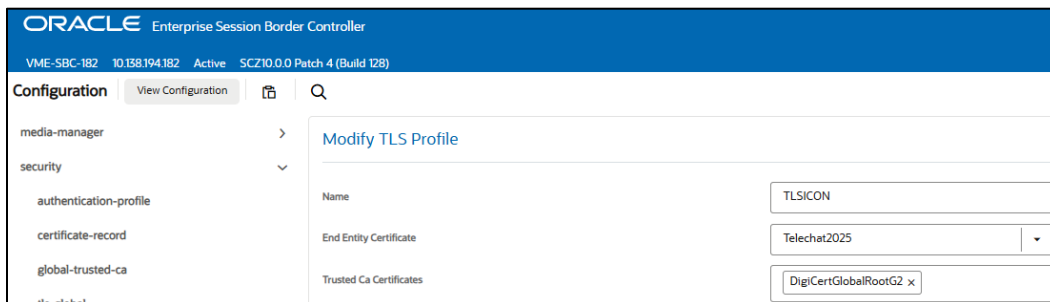 ORACLE Enterprise Session Border Controller
VME-SBC-182 10.138.194.182 Active SCZ10.0.0 Patch 4 (Build 128)
Configuration View Configuration
media-manager
Modify TLS Profile
security
authentication-profile
Name TLSICON
certificate-record
End Entity Certificate Telechat2025
global-trusted-ca
Trusted Ca Certificates DigiCertGlobalRootG2 ×